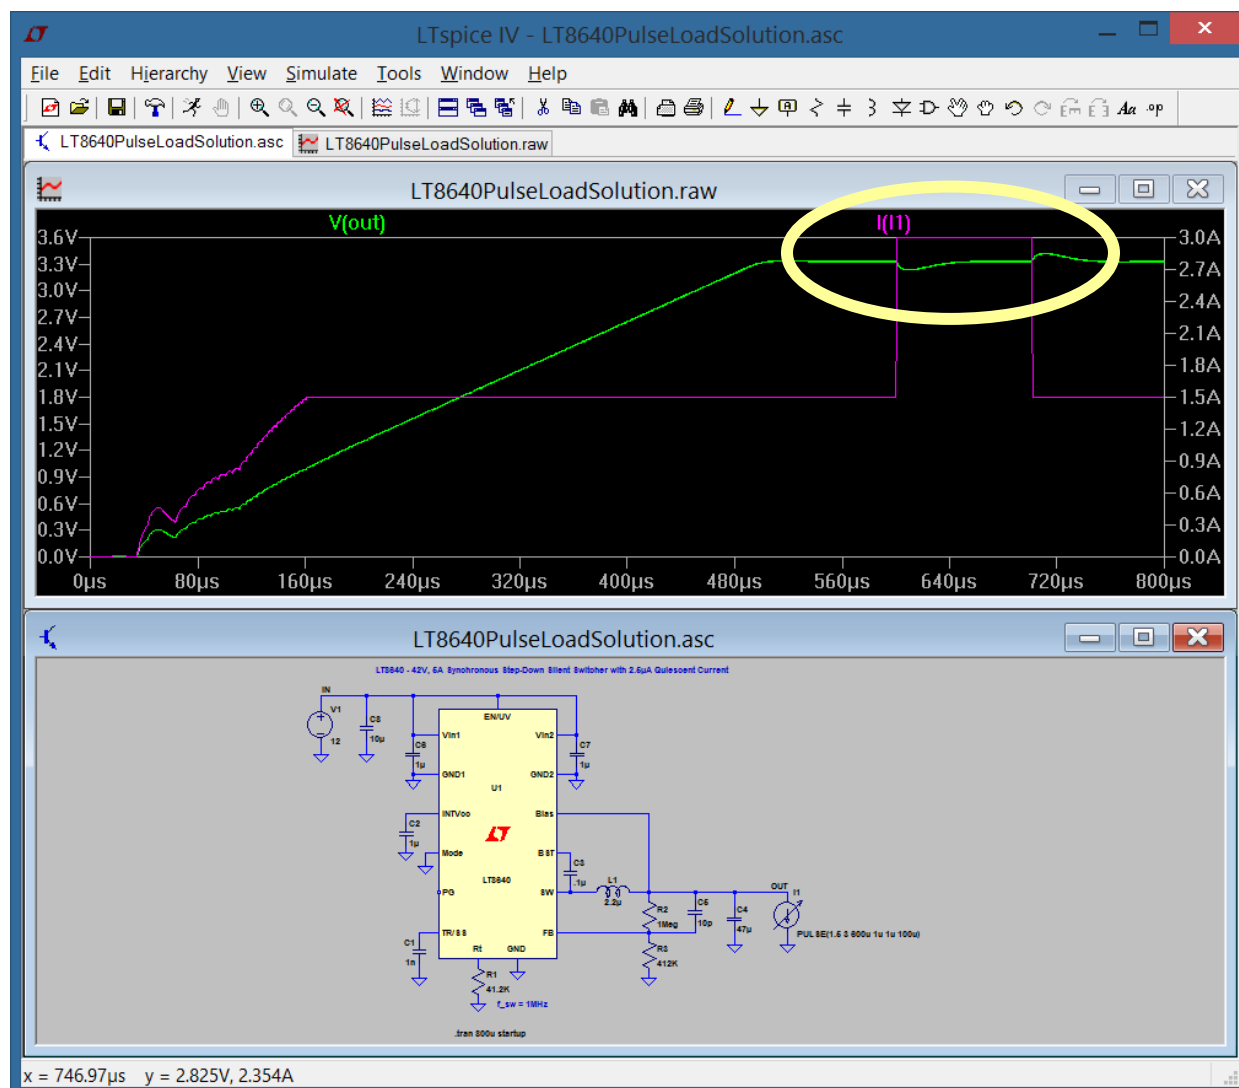 LTspice IV - LT8640PulseLoadSolution.asc
File Edit Hierarchy View Simulate Tools Window Help
Aa .op
LT8640PulseLoadSolution.asc LT8640PulseLoadSolution.raw
LT8640PulseLoadSolution.raw
V(out) I(I1)
3.6V 3.0A
3.3V 2.7A
3.0V 2.4A
2.7V 2.1A
2.4V 1.8A
2.1V 1.5A
1.8V 1.2A
1.5V 0.9A
1.2V 0.6A
0.9V 0.3A
0.6V 0.0A
0.3V
0.0V
0µs 80µs 160µs 240µs 320µs 400µs 480µs 560µs 640µs 720µs 800µs
LT8640PulseLoadSolution.asc
LT8640 - 42V, 5A Synchronous Step-Down Silent Switcher with 2.5µA Quiescent Current
IN
V1
12
C8
10µ
C6
1µ
EN/UV
Vin1 Vin2
C7
1µ
GND1 GND2
U1
INTVcc Bias
C2
1µ
Mode BST
C3
.1µ
LT8640
PG SW
L1
2.2µ
OUT
I1
R2
1Meg
C5
10p
C4
47µ
PULSE(1.5 3 600u 1u 1u 100u)
TR/SS FB
C1
1n
Rt GND
R3
412K
R1
41.2K
f_sw = 1MHz
.tran 800u startup
x = 746.97µs y = 2.825V, 2.354A